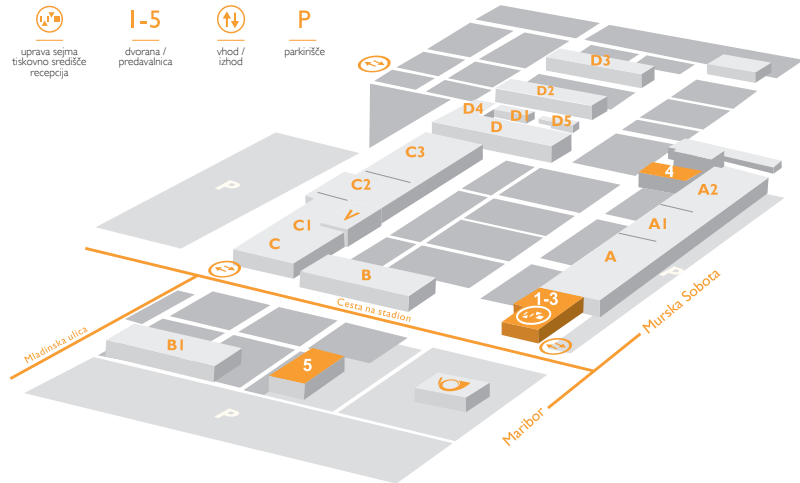 1-5
P
uprava sejma
tiskovno središče
recepcija
dvorana /
predavalnica
vhod /
izhod
parkirišče
D3
D2
D4
D1
D5
D
C3
4
C2
A2
P
V
C1
A1
C
A
B
P
1-3
Cesta na stadion
Murska Sobota
Mladinska ulica
B1
5
P
Maribor